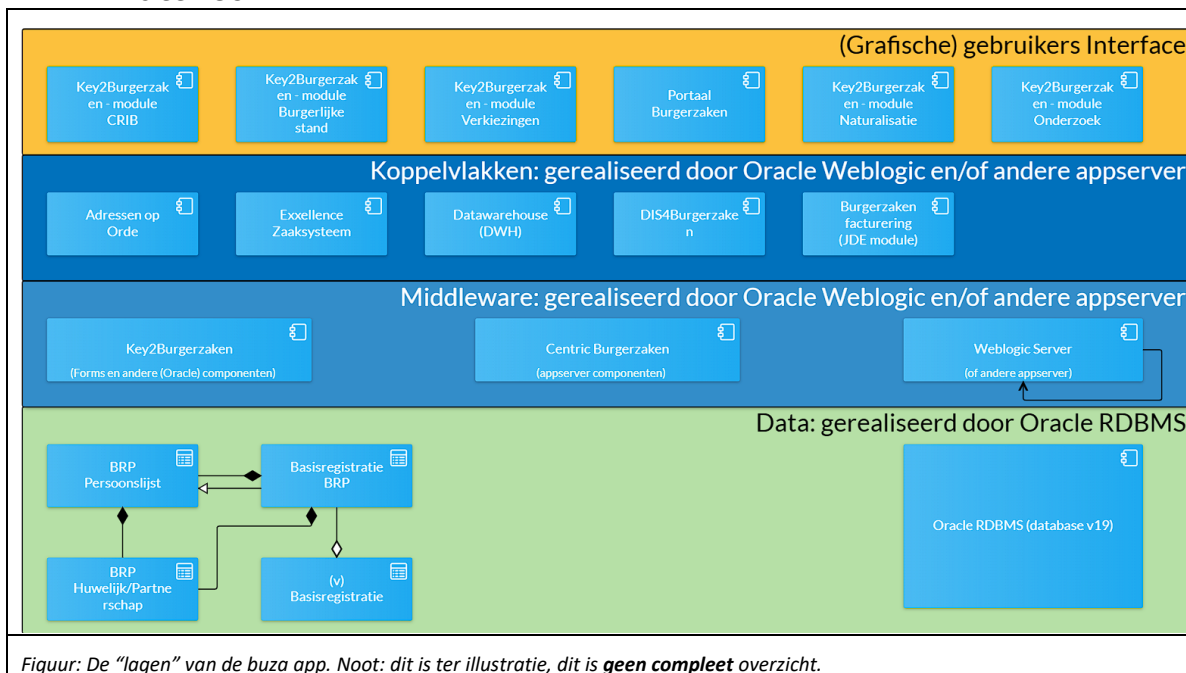 (Grafische) gebruikers Interface
Key2Burgerzak
en - module
CRIB
Key2Burgerzak
en - module
Burgerlijke
stand
Key2Burgerzak
en - module
Verkiezingen
Portaal
Burgerzaken
Key2Burgerzak
en - module
Naturalisatie
Key2Burgerzak
en - module
Onderzoek
Koppelvlakken: gerealiseerd door Oracle Weblogic en/of andere appserver
Adressen op
Orde
Exxellence
Zaaksysteem
Datawarehouse
(DWH)
DIS4Burgerzake
n
Burgerzaken
facturering
(JDE module)
Middleware: gerealiseerd door Oracle Weblogic en/of andere appserver
Key2Burgerzaken
(Forms en andere (Oracle) componenten)
Centric Burgerzaken
(appserver componenten)
Weblogic Server
(of andere appserver)
Data: gerealiseerd door Oracle RDBMS
BRP
Persoonslijst
Basisregistratie
BRP
Oracle RDBMS (database v19)
BRP
Huwelijk/Partne
rschap
(v)
Basisregistratie
Figuur: De “lagen” van de buza app. Noot: dit is ter illustratie, dit is geen compleet overzicht.